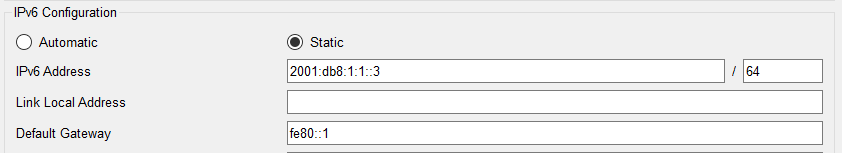 IPv6 Configuration
Automatic Static
IPv6 Address 2001:db8:1:1::3 / 64
Link Local Address
Default Gateway fe80::1